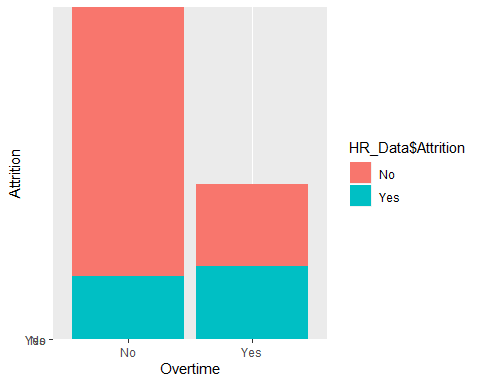 Attrition
No
Yes
Overtime
HR_Data$Attrition
No
Yes